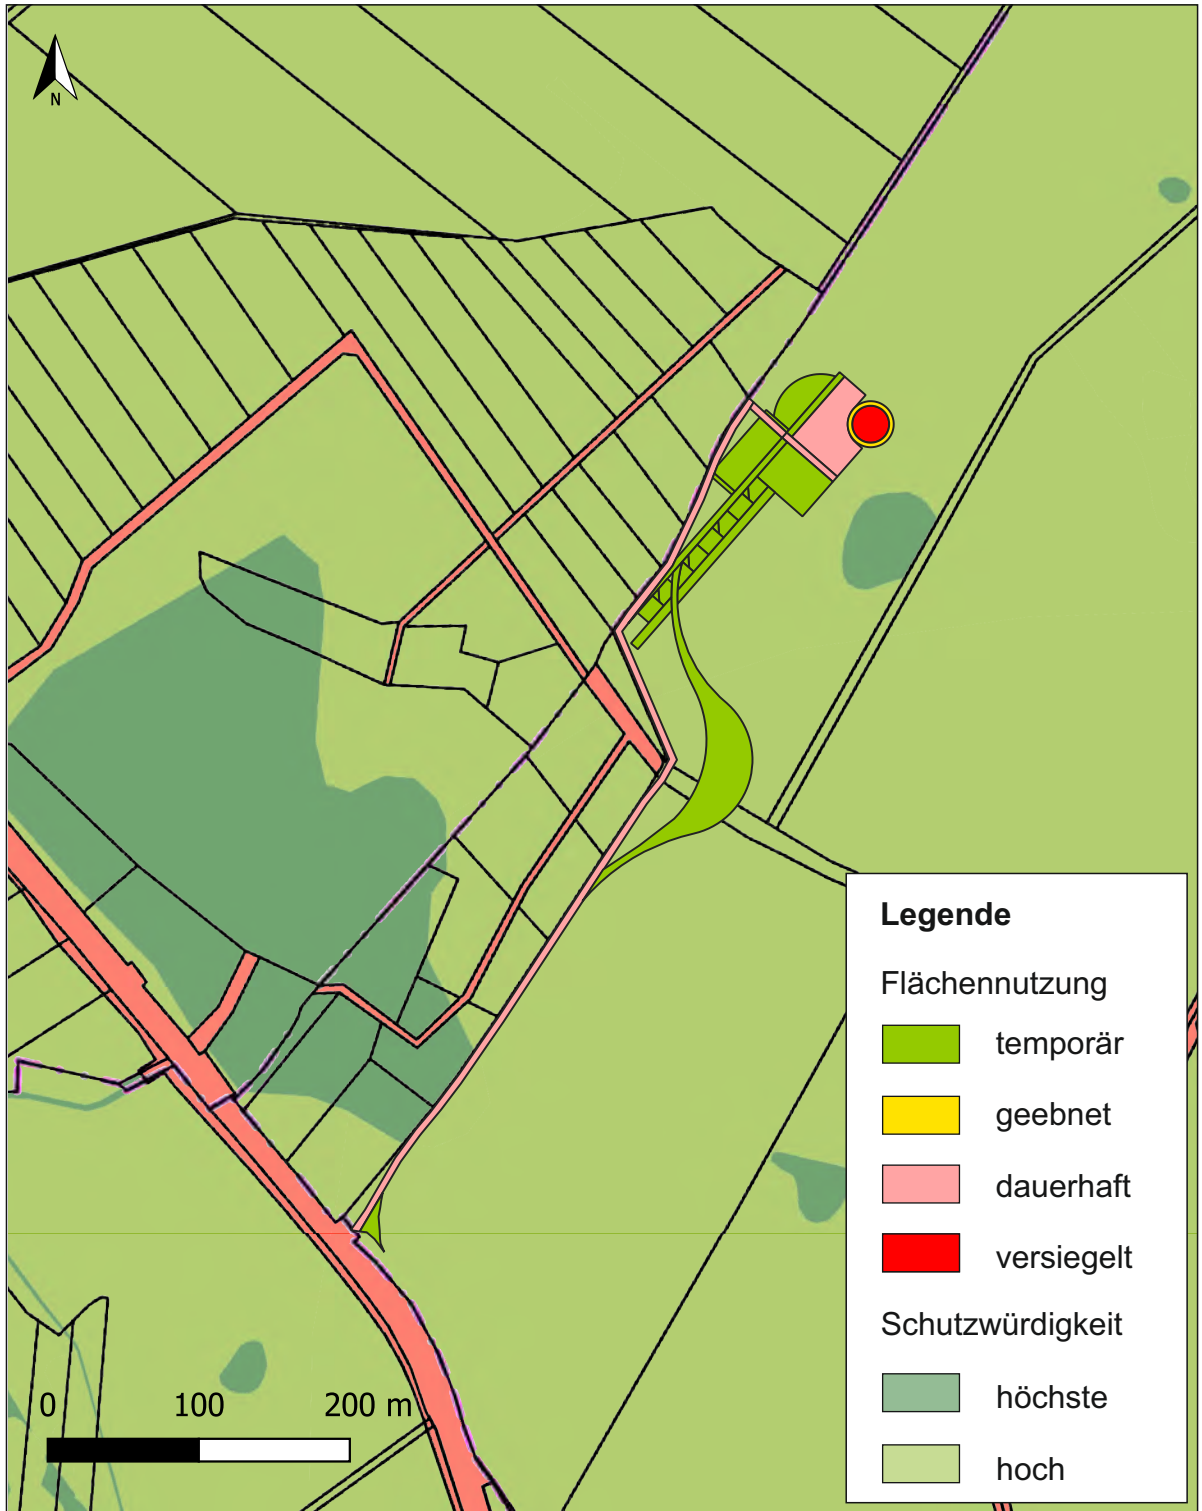 N
Legende
Flächennutzung
temporär
geebnet
dauerhaft
versiegelt
Schutzwürdigkeit
höchste
hoch
0 100 200 m